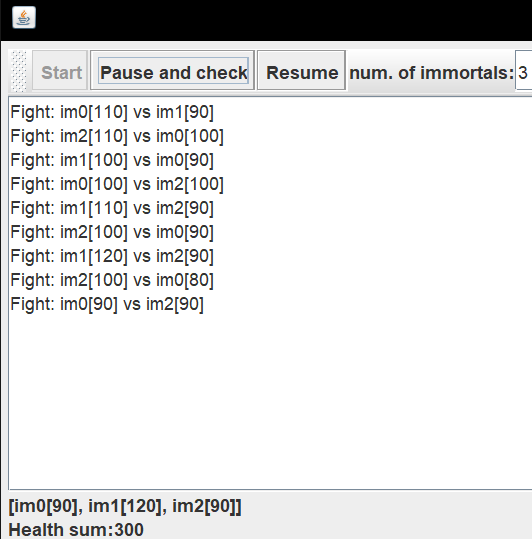 Start Pause and check Resume num. of immortals: 3
Fight: im0[110] vs im1[90]
Fight: im2[110] vs im0[100]
Fight: im1[100] vs im0[90]
Fight: im0[100] vs im2[100]
Fight: im1[110] vs im2[90]
Fight: im2[100] vs im0[90]
Fight: im1[120] vs im2[90]
Fight: im2[100] vs im0[80]
Fight: im0[90] vs im2[90]
[im0[90], im1[120], im2[90]]
Health sum:300